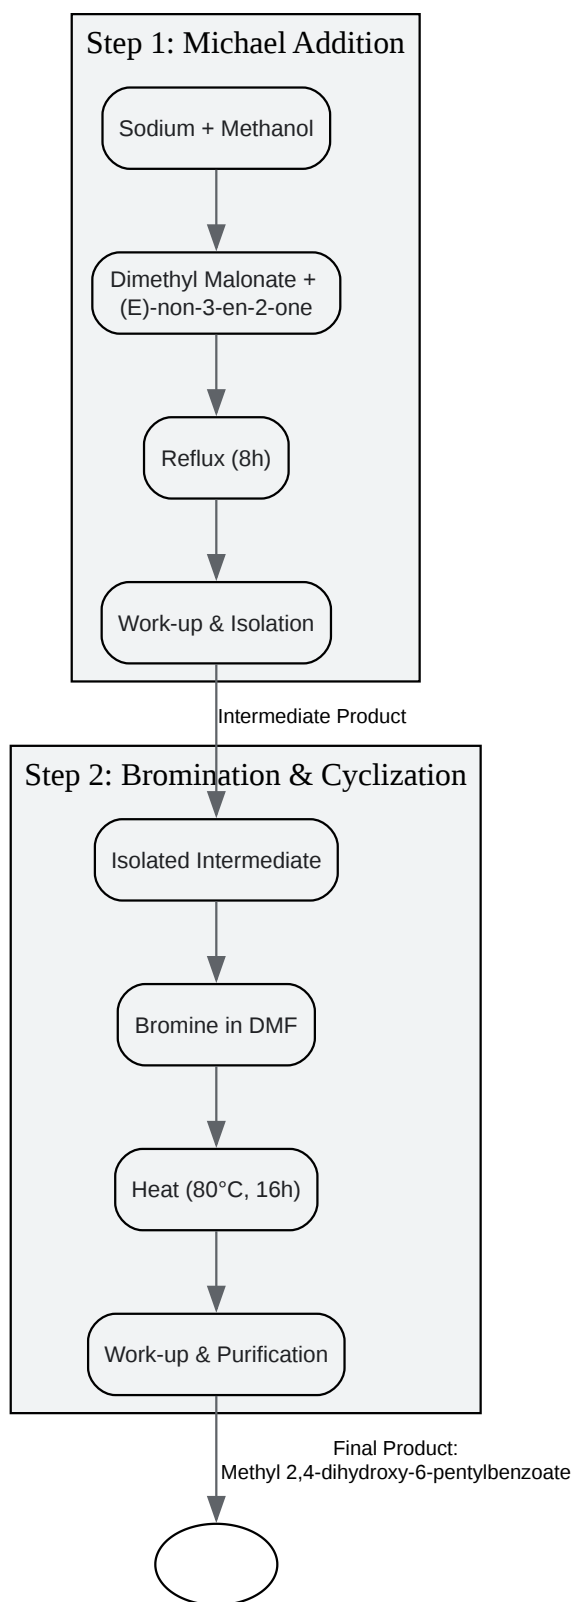 Step 1: Michael Addition
Sodium + Methanol
Dimethyl Malonate +
(E)-non-3-en-2-one
Reflux (8h)
Work-up & Isolation
Intermediate Product
Step 2: Bromination & Cyclization
Isolated Intermediate
Bromine in DMF
Heat (80°C, 16h)
Work-up & Purification
Final Product:
Methyl 2,4-dihydroxy-6-pentylbenzoate